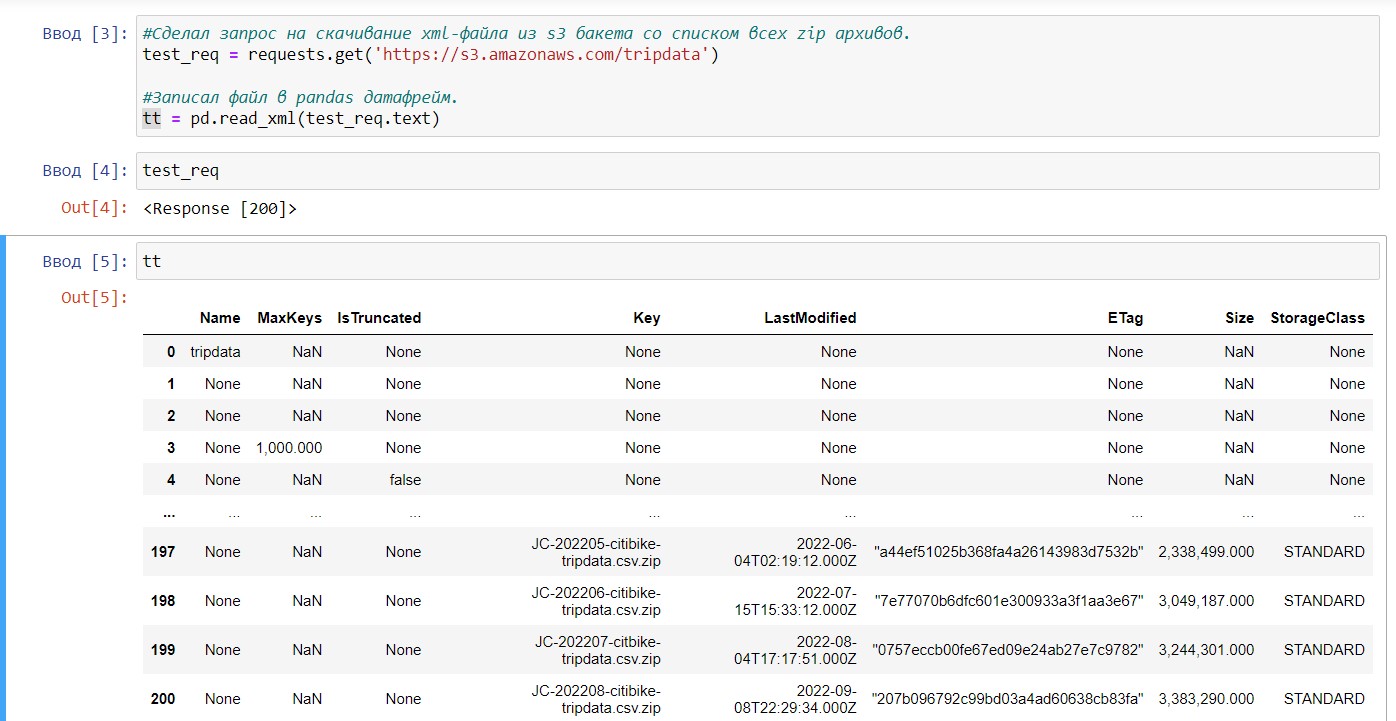 Ввод [3]: #Сделал запрос на скачивание xml-файла из s3 бакета со списком всех zip архивов.
test_req = requests.get('https://s3.amazonaws.com/tripdata')
#Записал файл в pandas датафрейм.
tt = pd.read_xml(test_req.text)
Ввод [4]: test_req
Out[4]: <Response [200]>
Ввод [5]: tt
Out[5]:
Name MaxKeys IsTruncated Key LastModified ETag Size StorageClass
0 tripdata NaN None None None None NaN None
1 None NaN None None None None NaN None
2 None NaN None None None None NaN None
3 None 1,000.000 None None None None NaN None
4 None NaN false None None None NaN None
... ... ... ... ... ... ... ... ...
197 None NaN None JC-202205-citibike-tripdata.csv.zip 2022-06-04T02:19:12.000Z "a44ef51025b368fa4a26143983d7532b" 2,338,499.000 STANDARD
198 None NaN None JC-202206-citibike-tripdata.csv.zip 2022-07-15T15:33:12.000Z "7e77070b6dfc601e300933a3f1aa3e67" 3,049,187.000 STANDARD
199 None NaN None JC-202207-citbike-tripdata.csv.zip 2022-08-04T17:17:51.000Z "0757eccb00fe67ed09e24ab27e7c9782" 3,244,301.000 STANDARD
200 None NaN None JC-202208-citibike-tripdata.csv.zip 2022-09-08T22:29:34.000Z "207b096792c99bd03a4ad60638cb83fa" 3,383,290.000 STANDARD